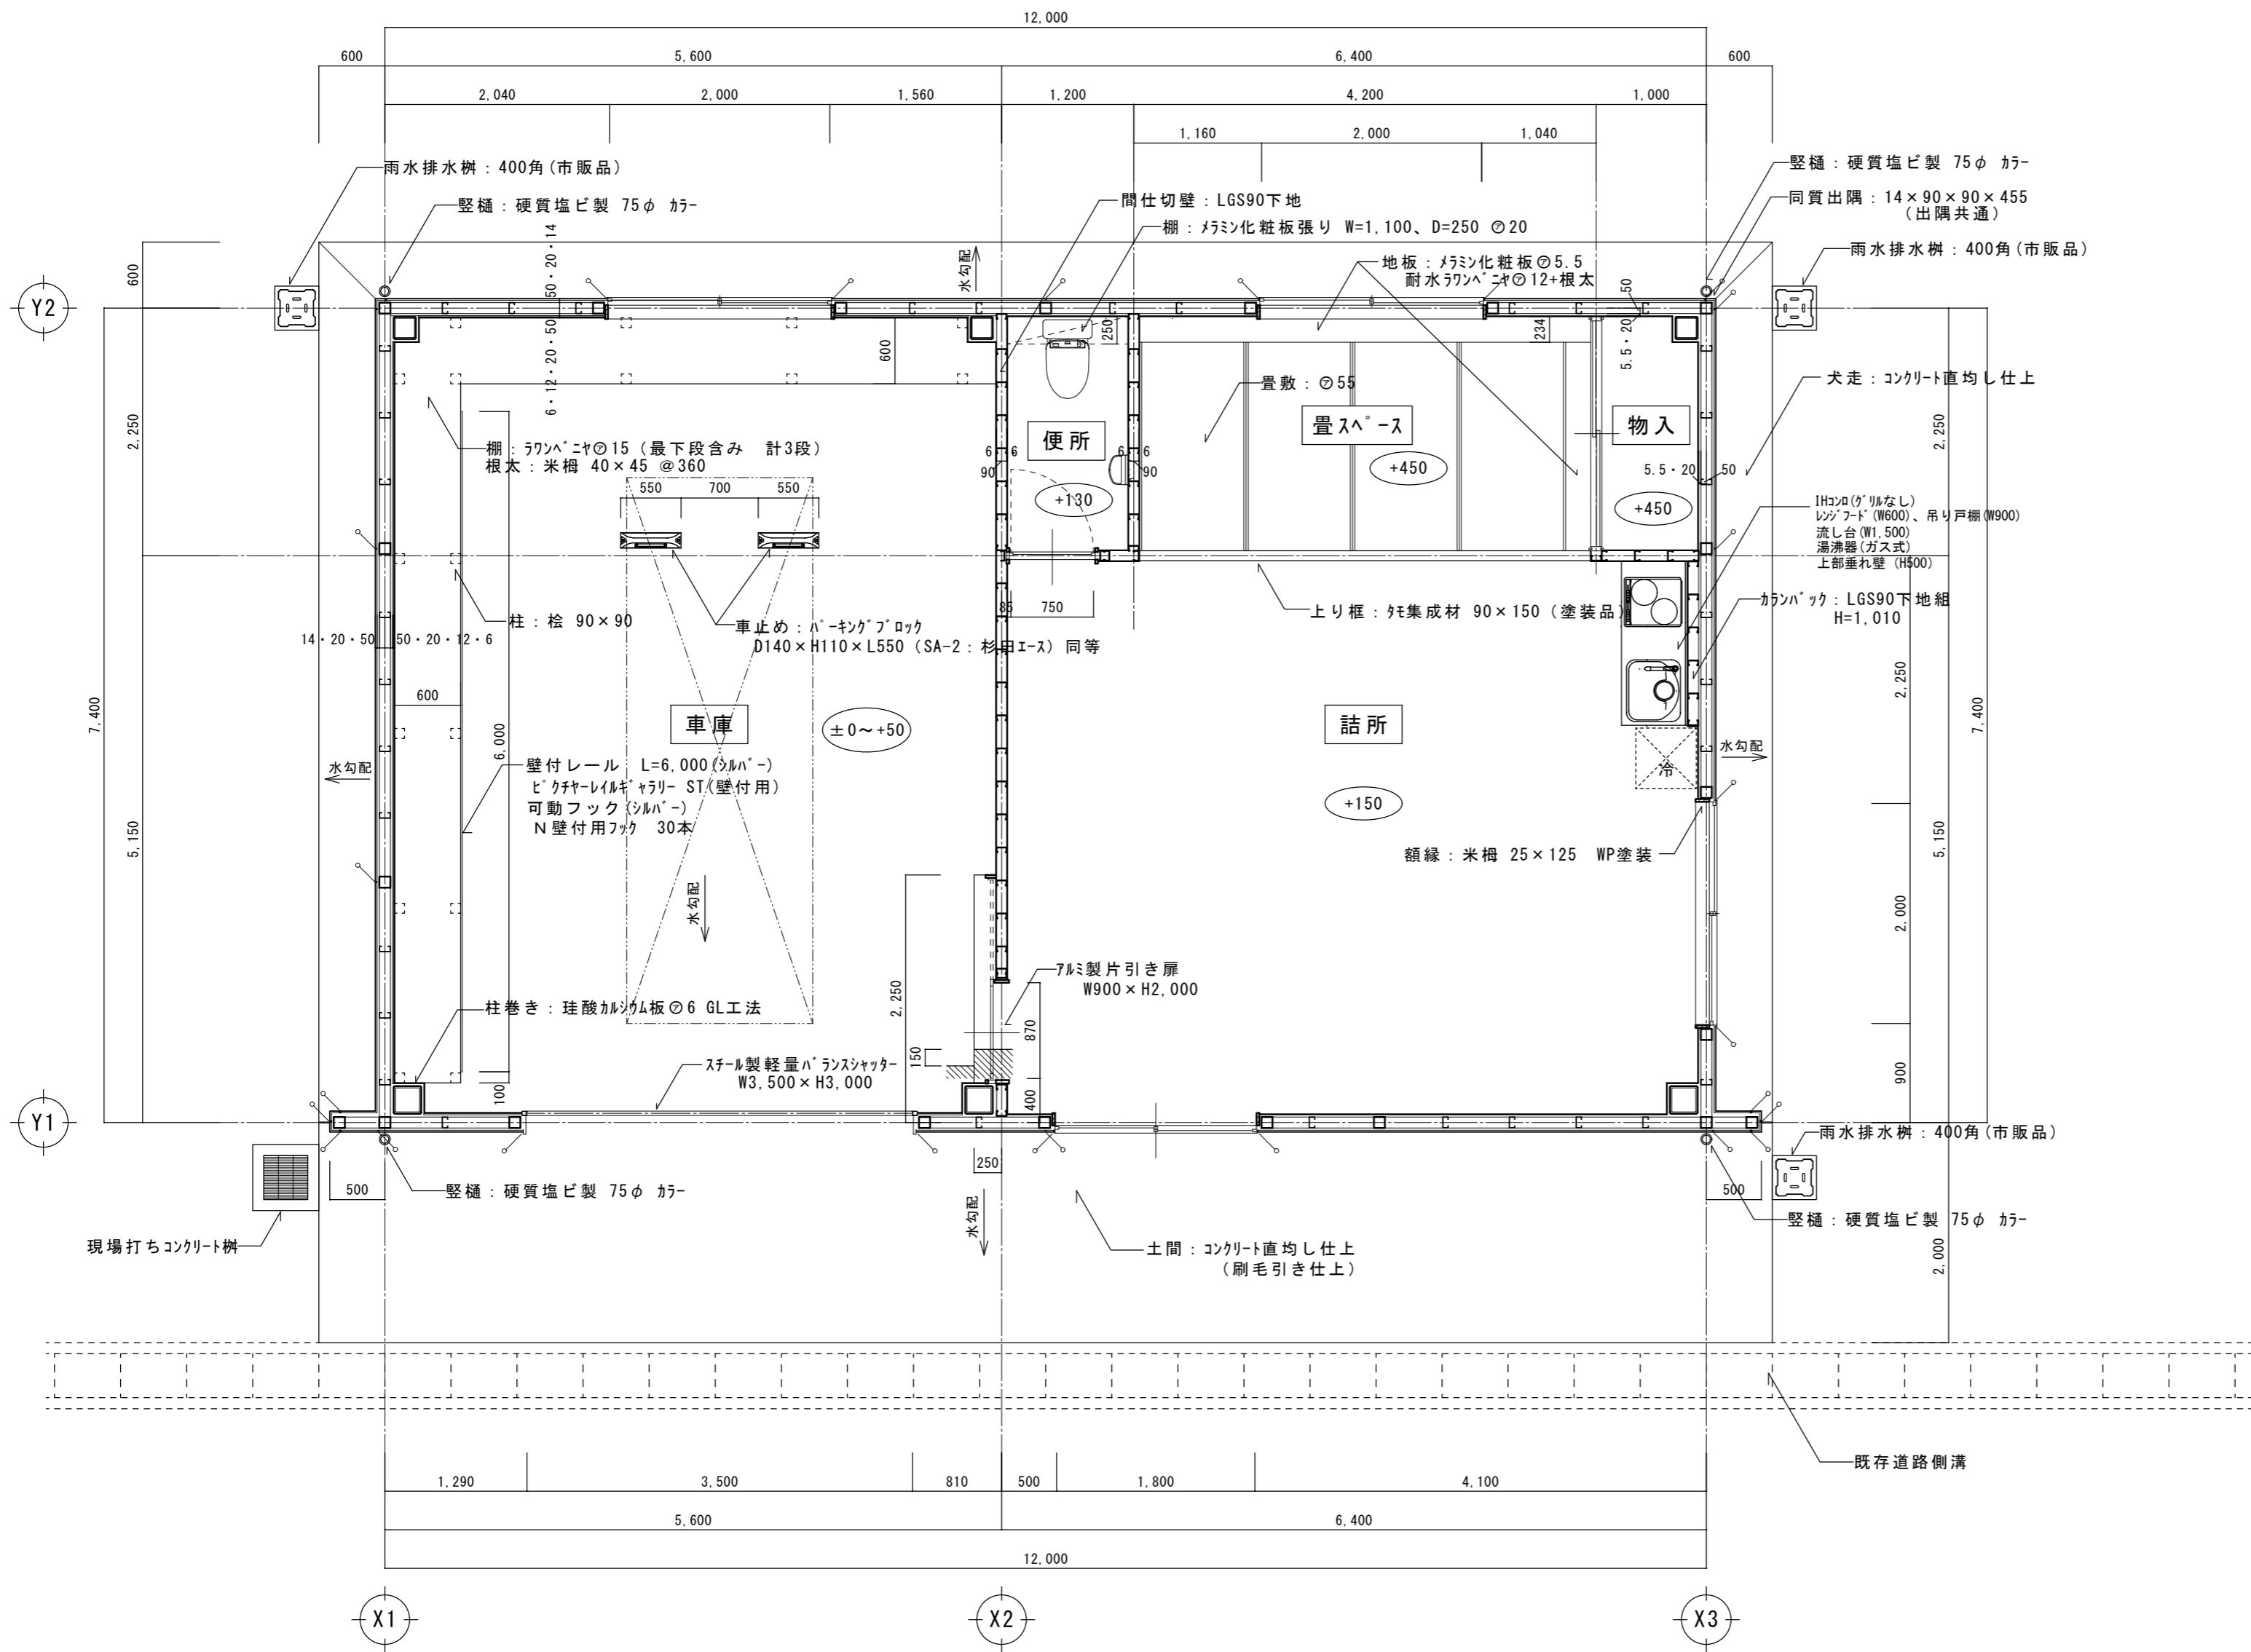 12,000
600
5,600
6,400
600
2,040
2,000
1,560
1,200
4,200
1,000
1,160
2,000
1,040
雨水排水桝：400角(市販品)
竪樋：硬質塩ビ製 75φ ｶﾗｰ
間仕切壁：LGS90下地
棚：ﾒﾗﾐﾝ化粧板張り W=1,100、D=250 ㋐20
地板：ﾒﾗﾐﾝ化粧板㋐5.5
耐水ﾗﾜﾝﾍﾞﾆﾔ㋐12+根太
竪樋：硬質塩ビ製 75φ ｶﾗｰ
同質出隅：14×90×90×455
(出隅共通)
雨水排水桝：400角(市販品)
600
水勾配
50・20・14
6・12・20・50
Y2
600
250
234
50
5.5・20
畳敷：㋐55
犬走：ｺﾝｸﾘｰﾄ直均し仕上
2,250
畳ｽﾍﾟｰｽ
物入
便所
2,250
2,250
棚：ﾗﾜﾝﾍﾞﾆﾔ㋐15 (最下段含み　計3段)
根太：米栂 40×45 @360
6
6
90
6
6
90
+450
5.5・20
50
550
700
550
+130
+450
IHｺﾝﾛ(ｸﾞﾘﾙなし)
ﾚﾝｼﾞﾌｰﾄﾞ(W600)、吊り戸棚(W900)
流し台(W1,500)
湯沸器(ガス式)
上部垂れ壁 (H500)
柱：桧 90×90
車止め：ﾊﾟｰｷﾝｸﾞﾌﾞﾛｯｸ
D140×H110×L550 (SA-2：杉田ｴｰｽ) 同等
85
750
上り框：ﾀﾓ集成材 90×150 (塗装品)
ｶﾗﾝﾊﾞｯｸ：LGS90下地組
H=1,010
14・20・50
50・20・12・6
600
7,400
2,250
7,400
車庫
±0～+50
詰所
6,000
水勾配
水勾配
冷
壁付レール　L=6,000(ｼﾙﾊﾞｰ)
ﾋﾟｸﾁｬｰﾚｲﾙｷﾞｬﾗﾘｰ ST(壁付用)
可動フック(ｼﾙﾊﾞｰ)
Ｎ壁付用ﾌｯｸ　30本
+150
5,150
5,150
額縁：米栂 25×125　WP塗装
水勾配
2,000
ｱﾙﾐ製片引き扉
W900×H2,000
柱巻き：珪酸ｶﾙｼｳﾑ板㋐6 GL工法
2,250
870
150
ｽﾁｰﾙ製軽量ﾊﾞﾗﾝｽｼｬｯﾀｰ
W3,500×H3,000
900
100
400
Y1
雨水排水桝：400角(市販品)
250
500
500
竪樋：硬質塩ビ製 75φ ｶﾗｰ
水勾配
竪樋：硬質塩ビ製 75φ ｶﾗｰ
現場打ちｺﾝｸﾘｰﾄ桝
土間：ｺﾝｸﾘｰﾄ直均し仕上
(刷毛引き仕上)
2,000
既存道路側溝
1,290
3,500
810
500
1,800
4,100
5,600
6,400
12,000
X1
X2
X3